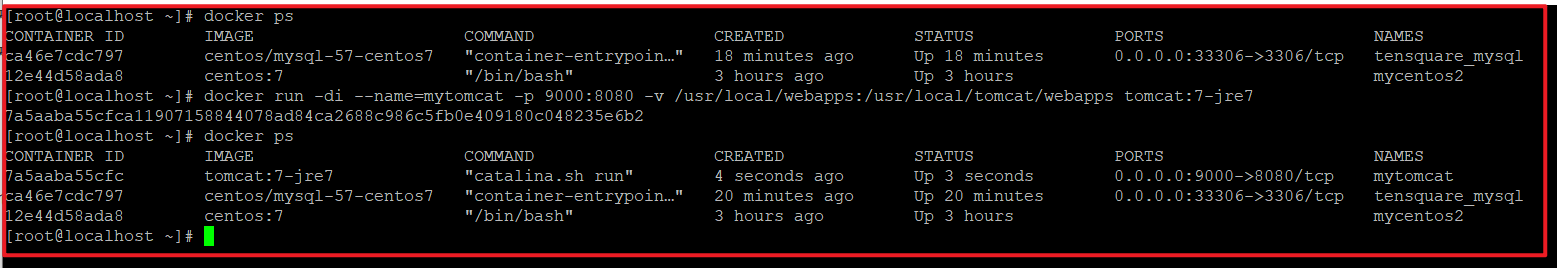 [root@localhost ~]# docker ps
CONTAINER ID IMAGE COMMAND CREATED STATUS PORTS NAMES
ca46e7cdc797 centos/mysql-57-centos7 "container-entrypoin…" 18 minutes ago Up 18 minutes 0.0.0.0:33306->3306/tcp tensquare_mysql
12e44d58ada8 centos:7 "/bin/bash" 3 hours ago Up 3 hours mycentos2
[root@localhost ~]# docker run -di --name=mytomcat -p 9000:8080 -v /usr/local/webapps:/usr/local/tomcat/webapps tomcat:7-jre7
7a5aaba55cfca11907158844078ad84ca2688c986c5fb0e409180c048235e6b2
[root@localhost ~]# docker ps
CONTAINER ID IMAGE COMMAND CREATED STATUS PORTS NAMES
7a5aaba55cfc tomcat:7-jre7 "catalina.sh run" 4 seconds ago Up 3 seconds 0.0.0.0:9000->8080/tcp mytomcat
ca46e7cdc797 centos/mysql-57-centos7 "container-entrypoin…" 20 minutes ago Up 20 minutes 0.0.0.0:33306->3306/tcp tensquare_mysql
12e44d58ada8 centos:7 "/bin/bash" 3 hours ago Up 3 hours mycentos2
[root@localhost ~]#